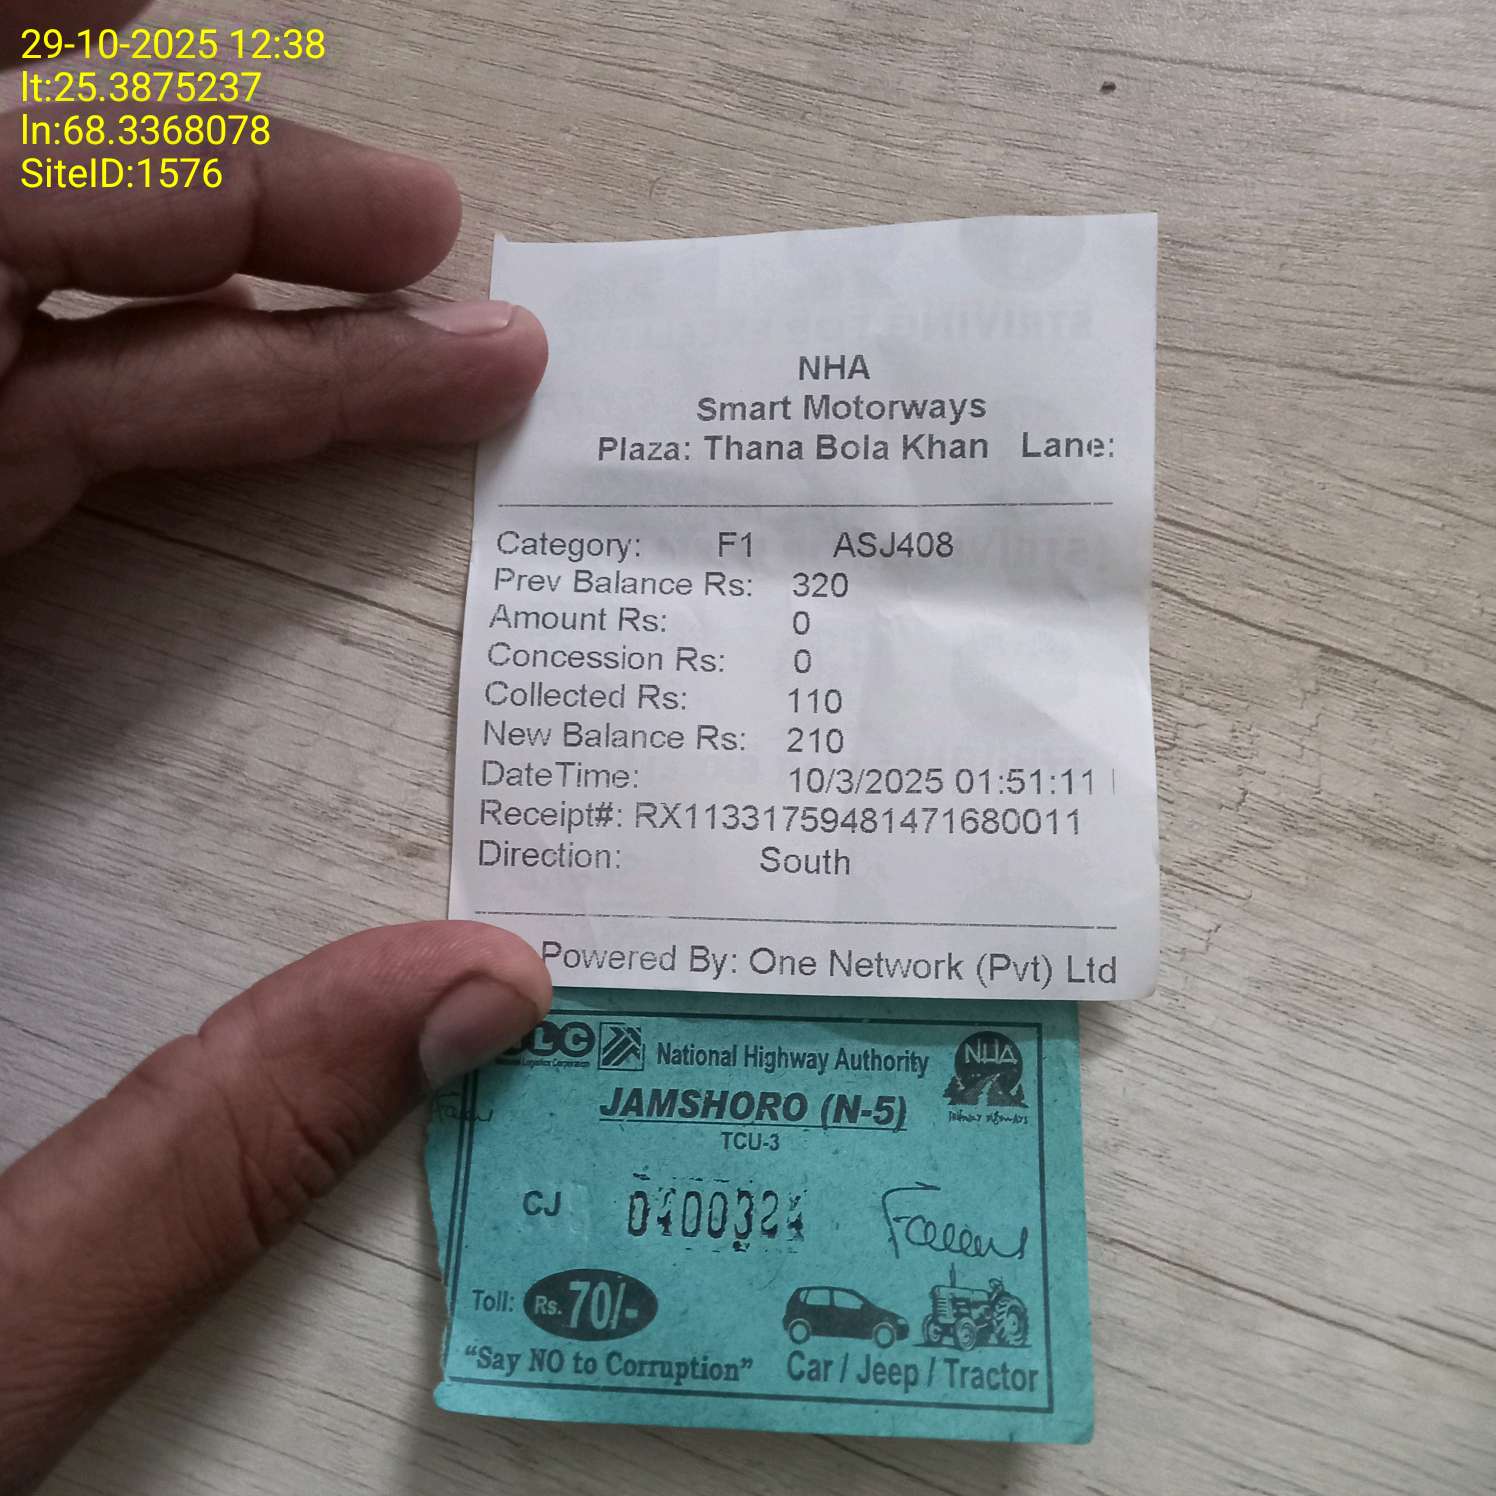 29-10-2025 12:38
lt:25.3875237
ln:68.3368078
SiteID:1576
NHA
Smart Motorways
Plaza: Thana Bola Khan Lane:
Category: F1 ASJ408
Prev Balance Rs: 320
Amount Rs: 0
Concession Rs: 0
Collected Rs: 110
New Balance Rs: 210
DateTime: 10/3/2025 01:51:11
Receipt#: RX11331759481471680011
Direction: South
Powered By: One Network (Pvt) Ltd
National Highway Authority
NHA
JAMSHORO (N-5)
TCU-3
CJ 0400324
Toll: Rs. 70/-
"Say NO to Corruption" Car / Jeep / Tractor